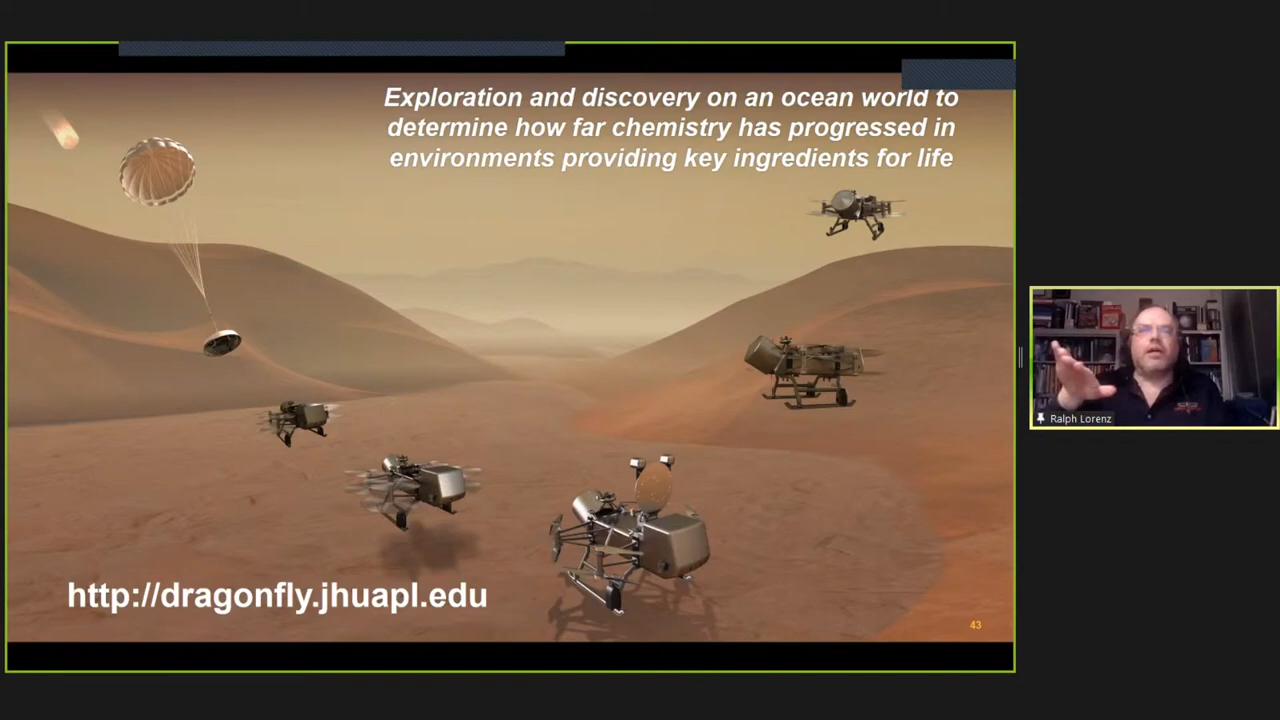 Exploration and discovery on an ocean world to
determine how far chemistry has progressed in
environments providing key ingredients for life
http://dragonfly.jhuapl.edu
43
Ralph Lorenz